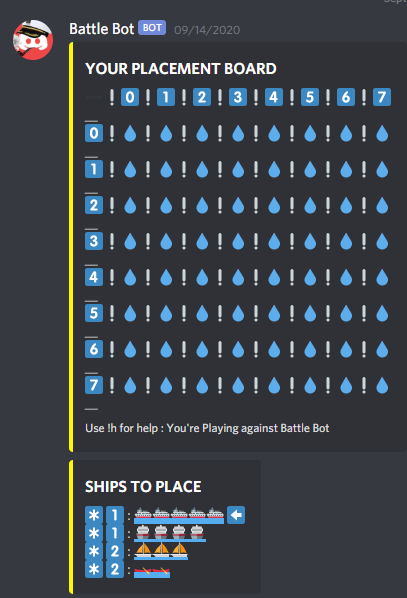 Battle Bot BOT 09/14/2020
YOUR PLACEMENT BOARD
! 0 ! 1 ! 2 ! 3 ! 4 ! 5 ! 6 ! 7
0 ! ! ! ! ! ! ! !
1 ! ! ! ! ! ! ! !
2 ! ! ! ! ! ! ! !
3 ! ! ! ! ! ! ! !
4 ! ! ! ! ! ! ! !
5 ! ! ! ! ! ! ! !
6 ! ! ! ! ! ! ! !
7 ! ! ! ! ! ! ! !
Use !h for help : You're Playing against Battle Bot
SHIPS TO PLACE
* 1 :
* 1 :
* 2 :
* 2 :